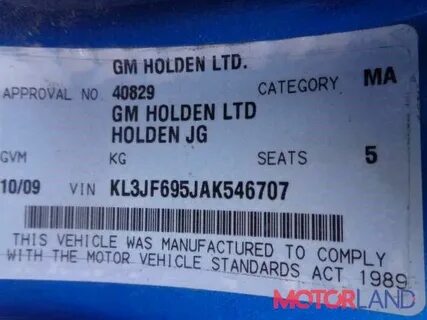 GM HOLDEN LTD.
APPROVAL NO. 40829 CATEGORY MA
GM HOLDEN LTD
HOLDEN JG
GVM KG SEATS 5
10/09 VIN KL3JF695JAK546707
THIS VEHICLE WAS MANUFACTURED TO COMPLY
WITH THE MOTOR VEHICLE STANDARDS ACT 1989
MOTORLAND